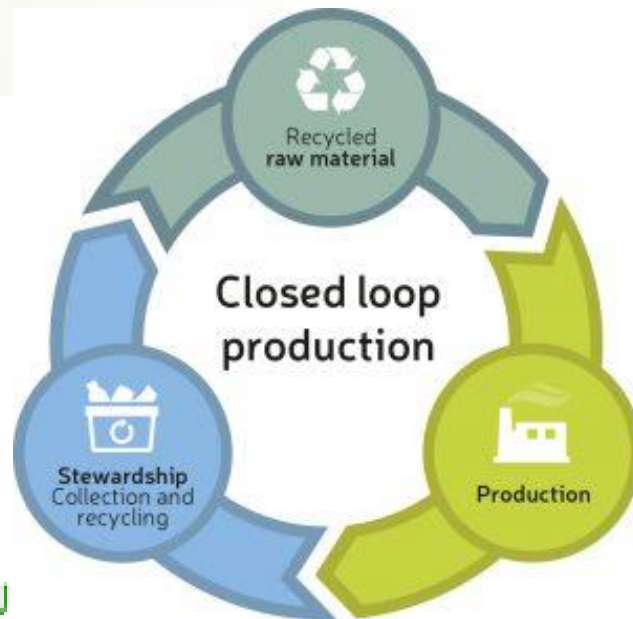 Recycled
raw material
Closed loop
production
Stewardship
Collection and
recycling
Production